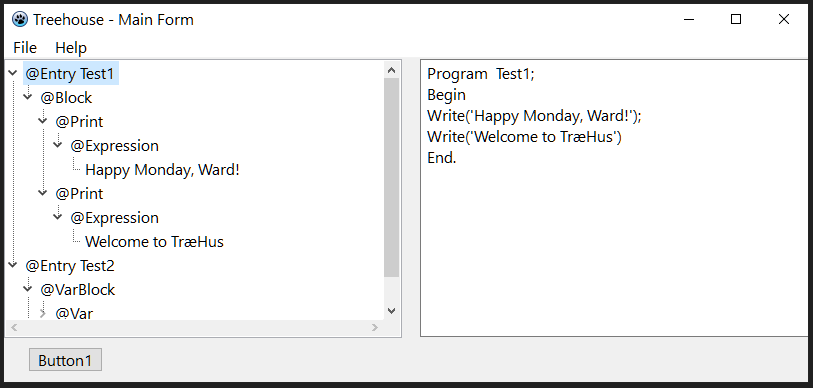 Treehouse - Main Form
File Help
@Entry Test1
@Block
@Print
@Expression
Happy Monday, Ward!
@Print
@Expression
Welcome to TræHus
@Entry Test2
@VarBlock
@Var
Program  Test1;
Begin
Write('Happy Monday, Ward!');
Write('Welcome to TræHus')
End.
Button1